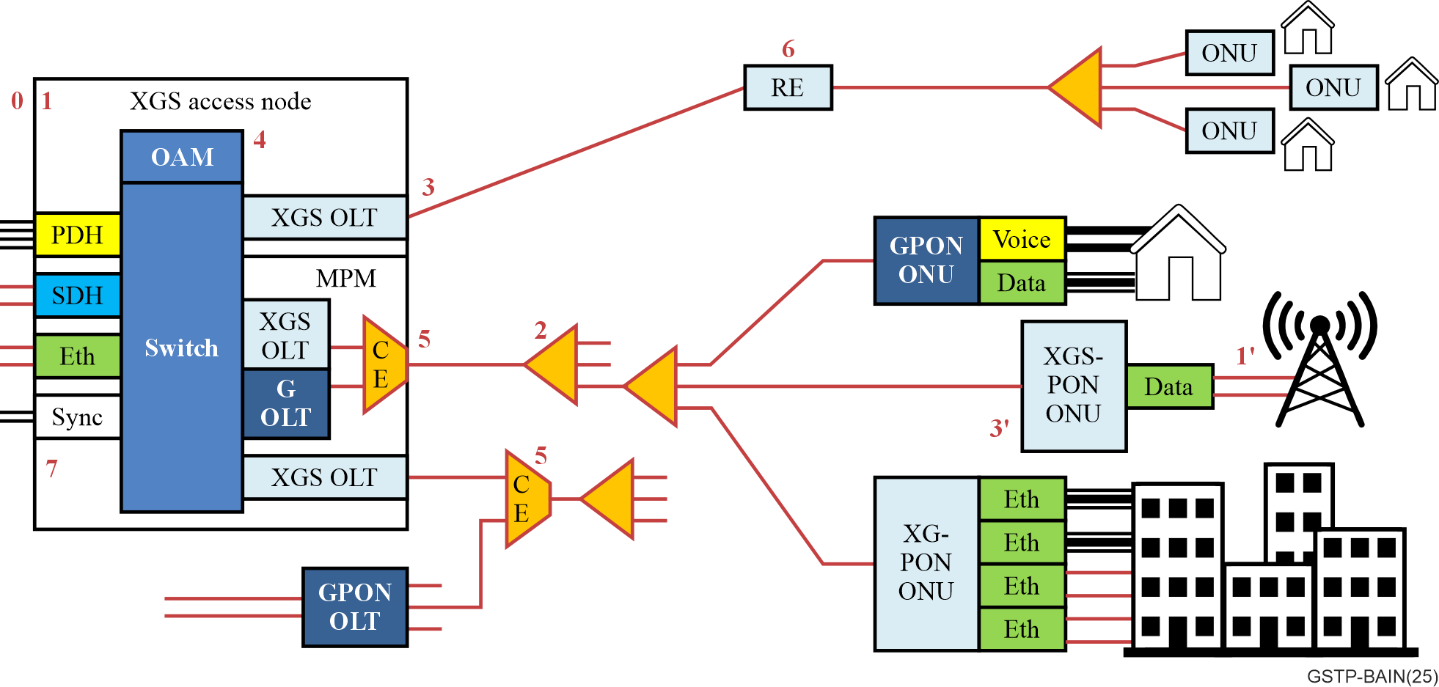 0
1
XGS access node
OAM
4
XGS OLT
3
PDH
SDH
Eth
Sync
7
Switch
MPM
XGS
OLT
G
OLT
C
E
5
XGS OLT
C
E
5
GPON
OLT
2
6
RE
ONU
ONU
ONU
GPON
ONU
Voice
Data
XGS-
PON
ONU
3'
Data
1'
XG-
PON
ONU
Eth
Eth
Eth
Eth
GSTP-BAIN(25)